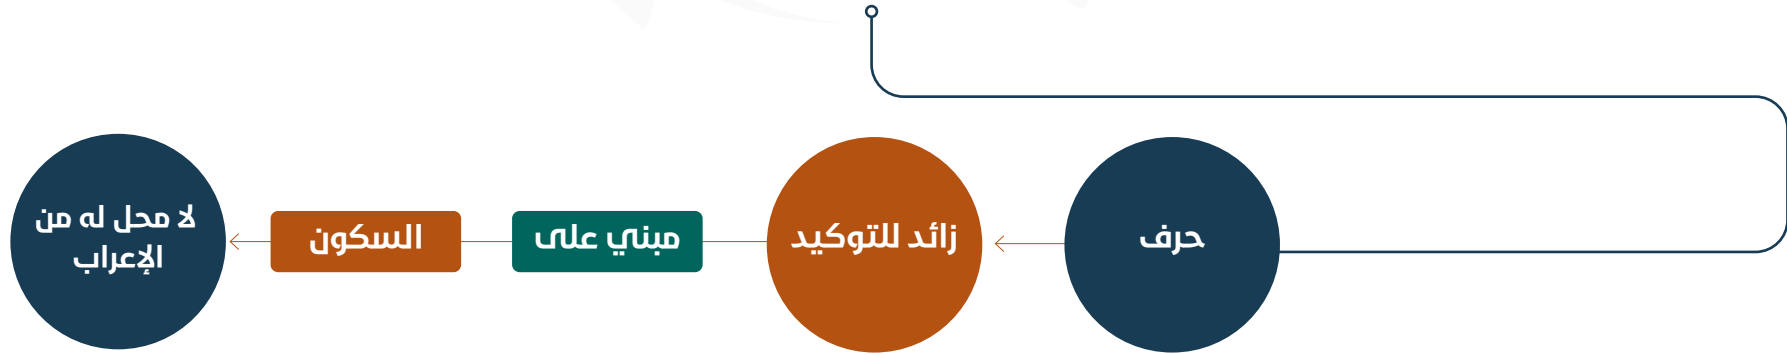 حرف
زائد للتوكيد
مبني على
السكون
لا محل له من
الإعراب